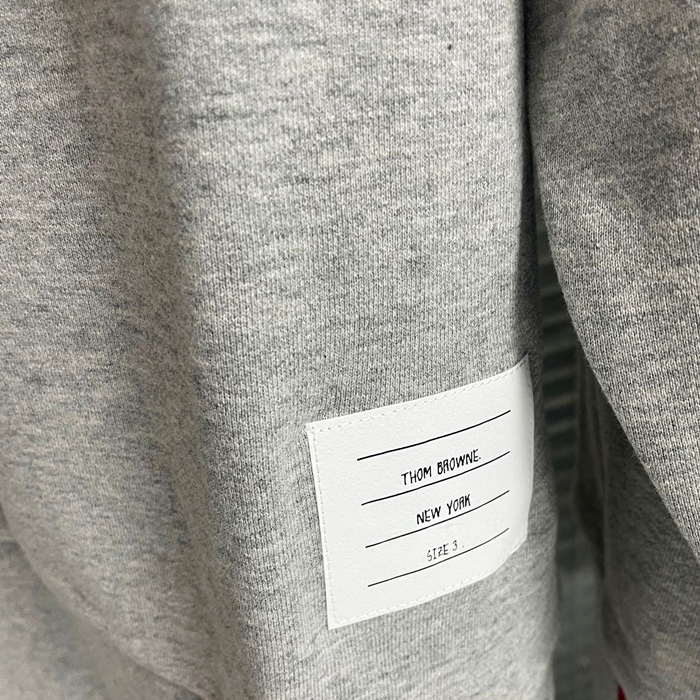 THOM BROWNE.
NEW YORK
SIZE 3.